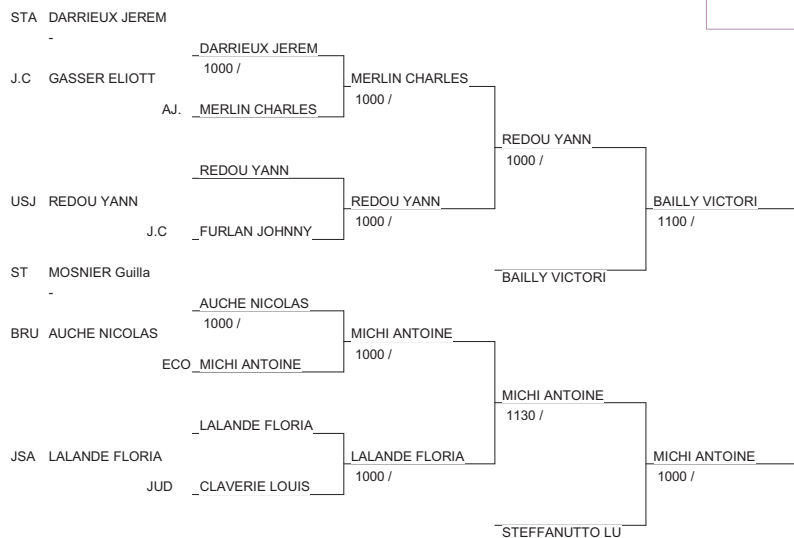 STA DARRIEUX JEREM
-
DARRIEUX JEREM
1000 /
J.C GASSER ELIOTT
MERLIN CHARLES
1000 /
AJ. MERLIN CHARLES
REDOU YANN
1000 /
REDOU YANN
USJ REDOU YANN
REDOU YANN
1000 /
BAILLY VICTORI
1100 /
J.C FURLAN JOHNNY
ST MOSNIER Guilla
-
BAILLY VICTORI
AUCHE NICOLAS
1000 /
BRU AUCHE NICOLAS
MICHI ANTOINE
1000 /
ECO MICHI ANTOINE
MICHI ANTOINE
1130 /
LALANDE FLORIA
JSA LALANDE FLORIA
LALANDE FLORIA
1000 /
MICHI ANTOINE
1000 /
JUD CLAVERIE LOUIS
STEFFANUTTO LU